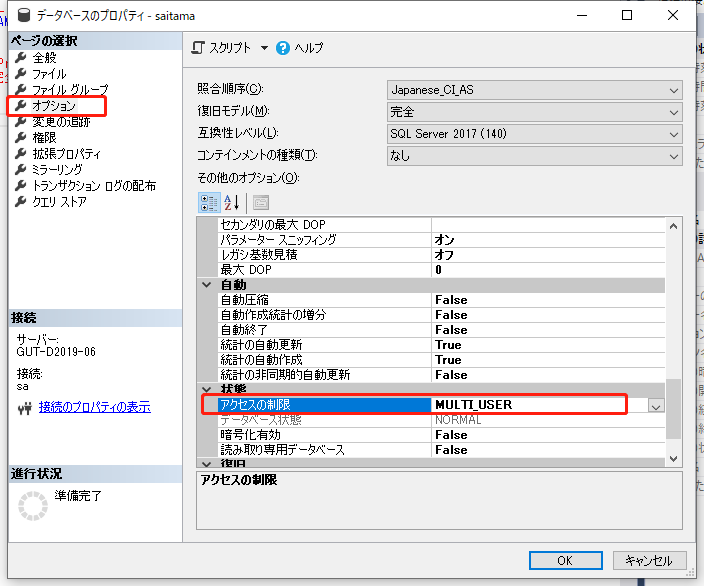 データベースのプロパティ - saitama
ページの選択
全般
ファイル
ファイル グループ
オプション
変更の追跡
権限
拡張プロパティ
ミラーリング
トランザクション ログの配布
クエリ ストア
接続
サーバー:
GUT-D2019-06
接続:
sa
接続のプロパティの表示
進行状況
準備完了
スクリプト
ヘルプ
照合順序(C):
Japanese_CI_AS
復旧モデル(M):
完全
互換性レベル(L):
SQL Server 2017 (140)
コンテインメントの種類(T):
なし
その他のオプション(O):
セカンダリの最大 DOP
パラメーター スニッフィング オン
レガシ基数見積 オフ
最大 DOP 0
自動
自動圧縮 False
自動作成統計の増分 False
自動終了 False
統計の自動更新 True
統計の自動作成 True
統計の非同期的自動更新 False
状態
アクセスの制限 MULTI_USER
データベース状態 NORMAL
暗号化有効 False
読み取り専用データベース False
復旧
アクセスの制限
OK
キャンセル